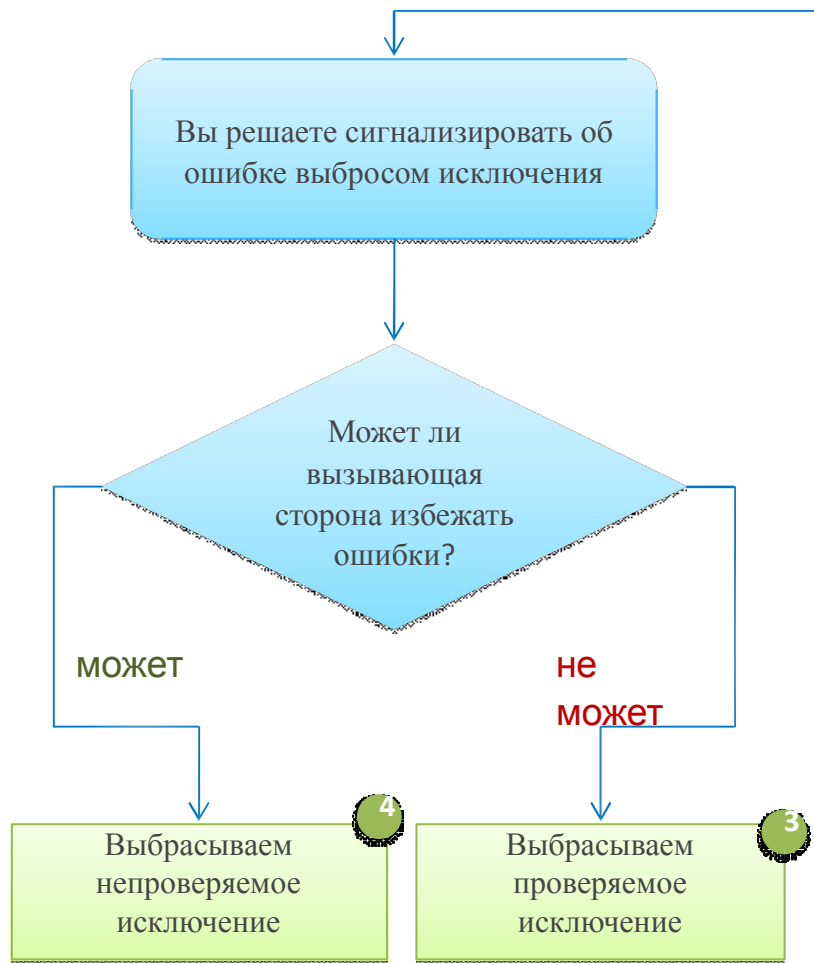 Вы решаете сигнализировать об
ошибке выбросом исключения
Может ли
вызывающая
сторона избежать
ошибки?
может
не
может
4
Выбрасываем
непроверяемое
исключение
3
Выбрасываем
проверяемое
исключение